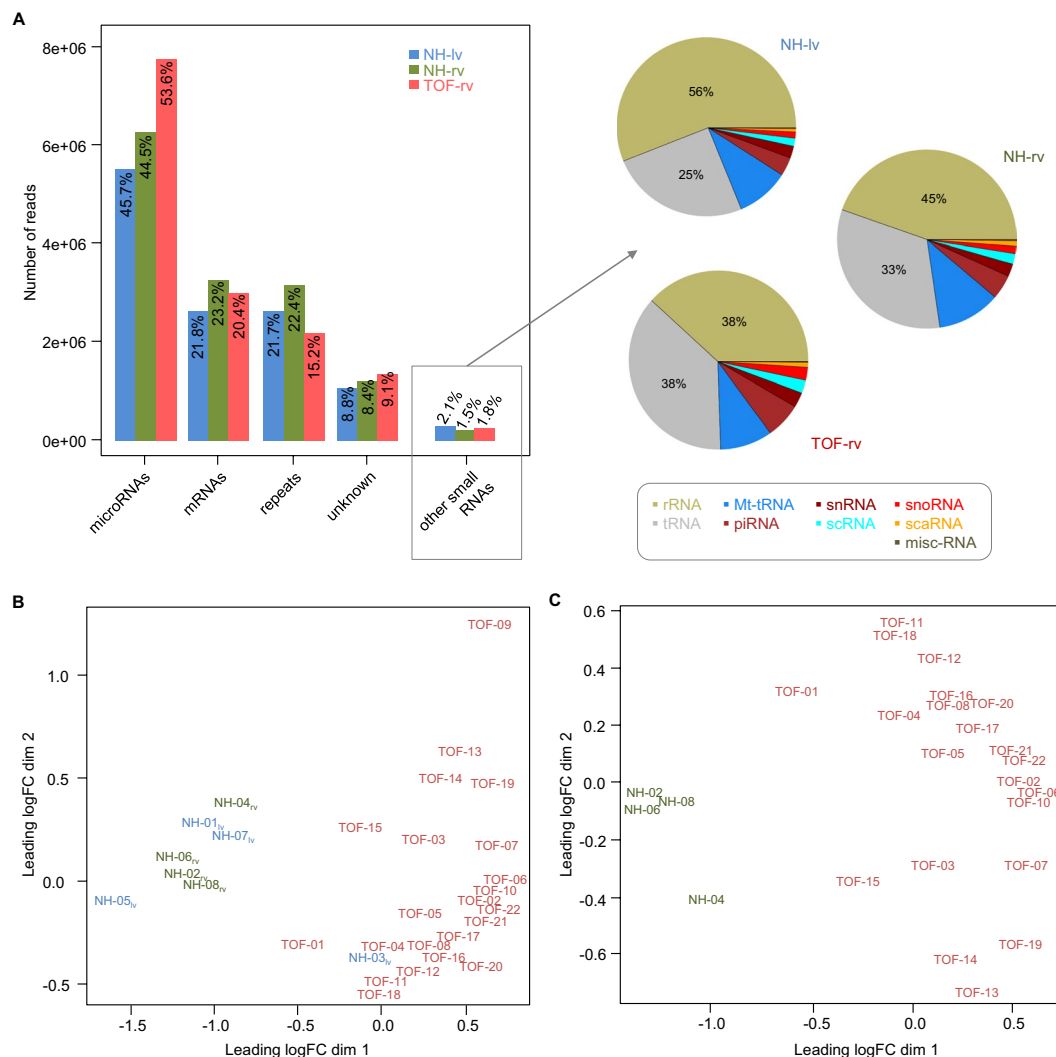 A
8e+06
6e+06
4e+06
2e+06
0e+00
Number of reads
NH-lv
NH-rv
TOF-rv
45.7%
44.5%
53.6%
21.8%
23.2%
20.4%
21.7%
22.4%
15.2%
8.8%
8.4%
9.1%
2.1%
1.5%
1.8%
microRNAs
mRNAs
repeats
unknown
other small
RNAs
NH-lv
56%
25%
NH-rv
45%
33%
38%
38%
TOF-rv
rRNA Mt-tRNA snRNA snoRNA
tRNA piRNA scRNA scaRNA
misc-RNA
B
1.0
0.5
0.0
-0.5
Leading logFC dim 2
TOF-09
TOF-13
TOF-14
TOF-19
NH-04rv
NH-01lv
NH-07lv
TOF-15
TOF-03
TOF-07
NH-06rv
NH-02rv
NH-08rv
TOF-06
TOF-10
NH-05lv
TOF-02
TOF-05
TOF-22
TOF-21
TOF-17
TOF-01
TOF-04
TOF-08
NH-03lv
TOF-16
TOF-12
TOF-20
TOF-11
TOF-18
-1.5 -1.0 -0.5 0.0 0.5
Leading logFC dim 1
C
0.6
0.4
0.2
0.0
-0.2
-0.4
-0.6
Leading logFC dim 2
TOF-11
TOF-18
TOF-12
TOF-01
TOF-16
TOF-08
TOF-20
TOF-04
TOF-17
TOF-05
TOF-21
TOF-22
TOF-02
NH-02
NH-08
TOF-06
NH-06
TOF-10
TOF-03
TOF-07
TOF-15
NH-04
TOF-19
TOF-14
TOF-13
-1.0 -0.5 0.0 0.5
Leading logFC dim 1